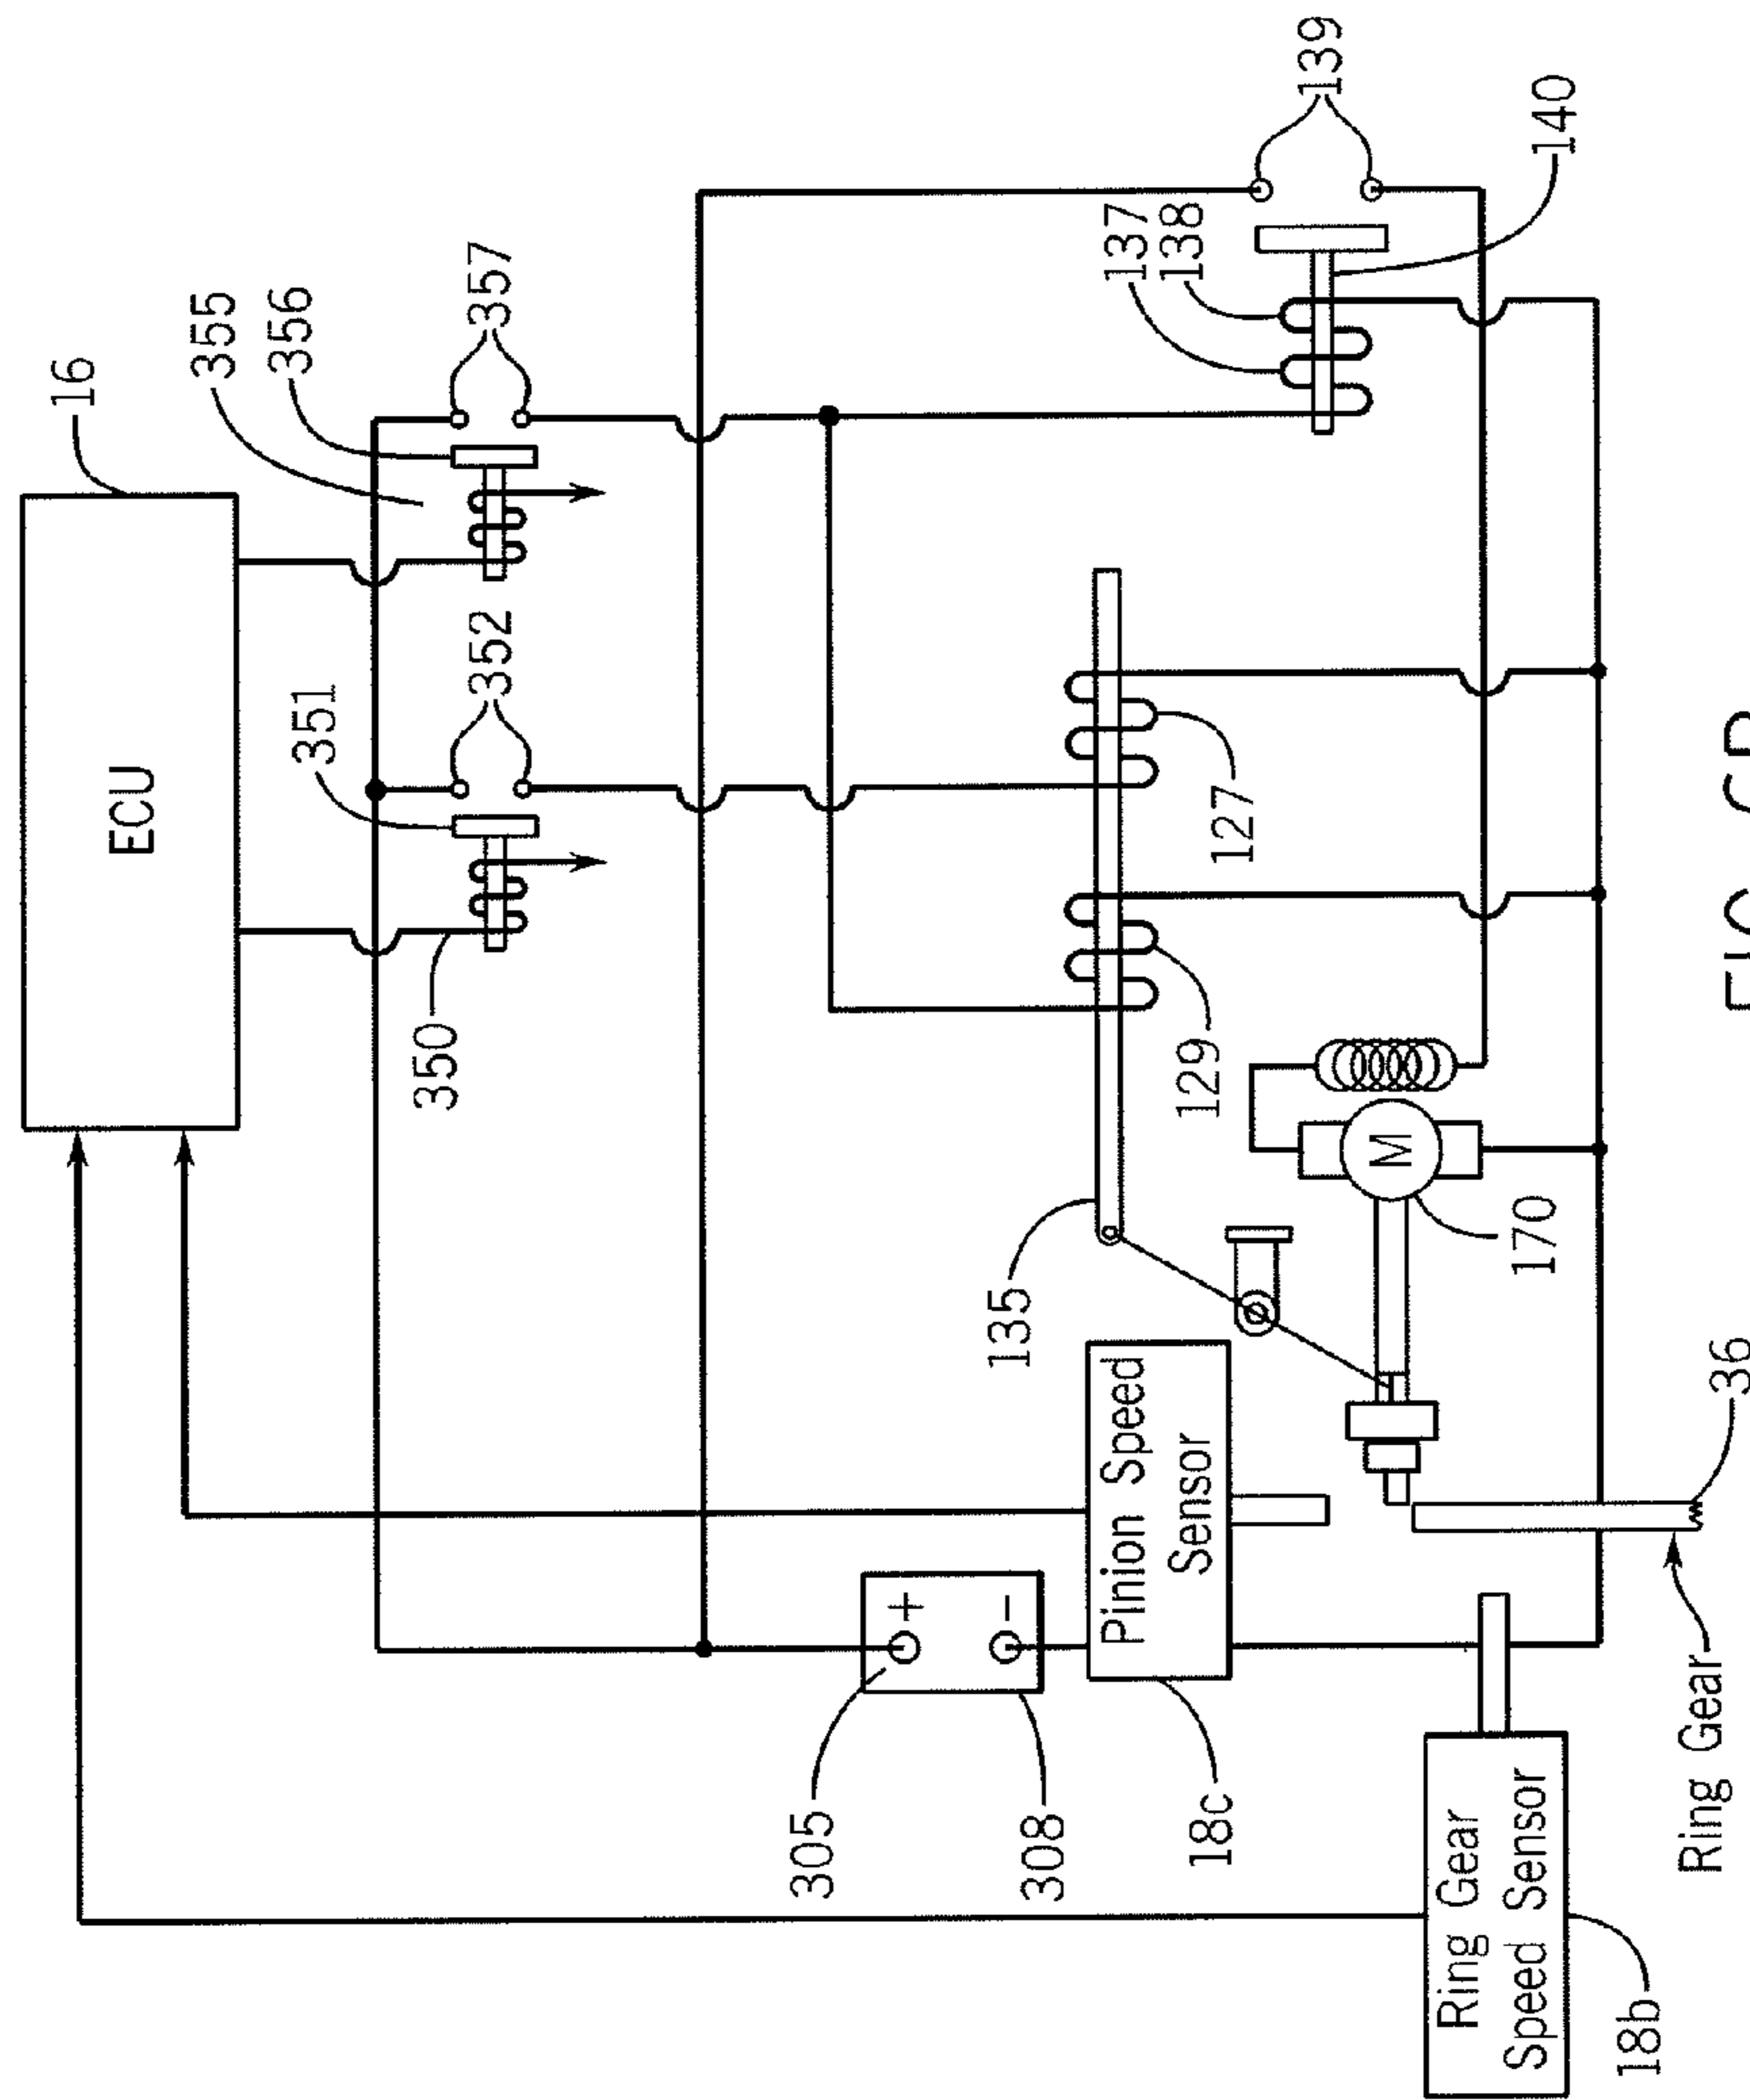 16
ECU
355
356
357
351
352
350
139
140
137
138
127
129
135
M
170
+
-
305
308
Pinion Speed
Sensor
18c
36
Ring Gear
Ring Gear
Speed Sensor
18b